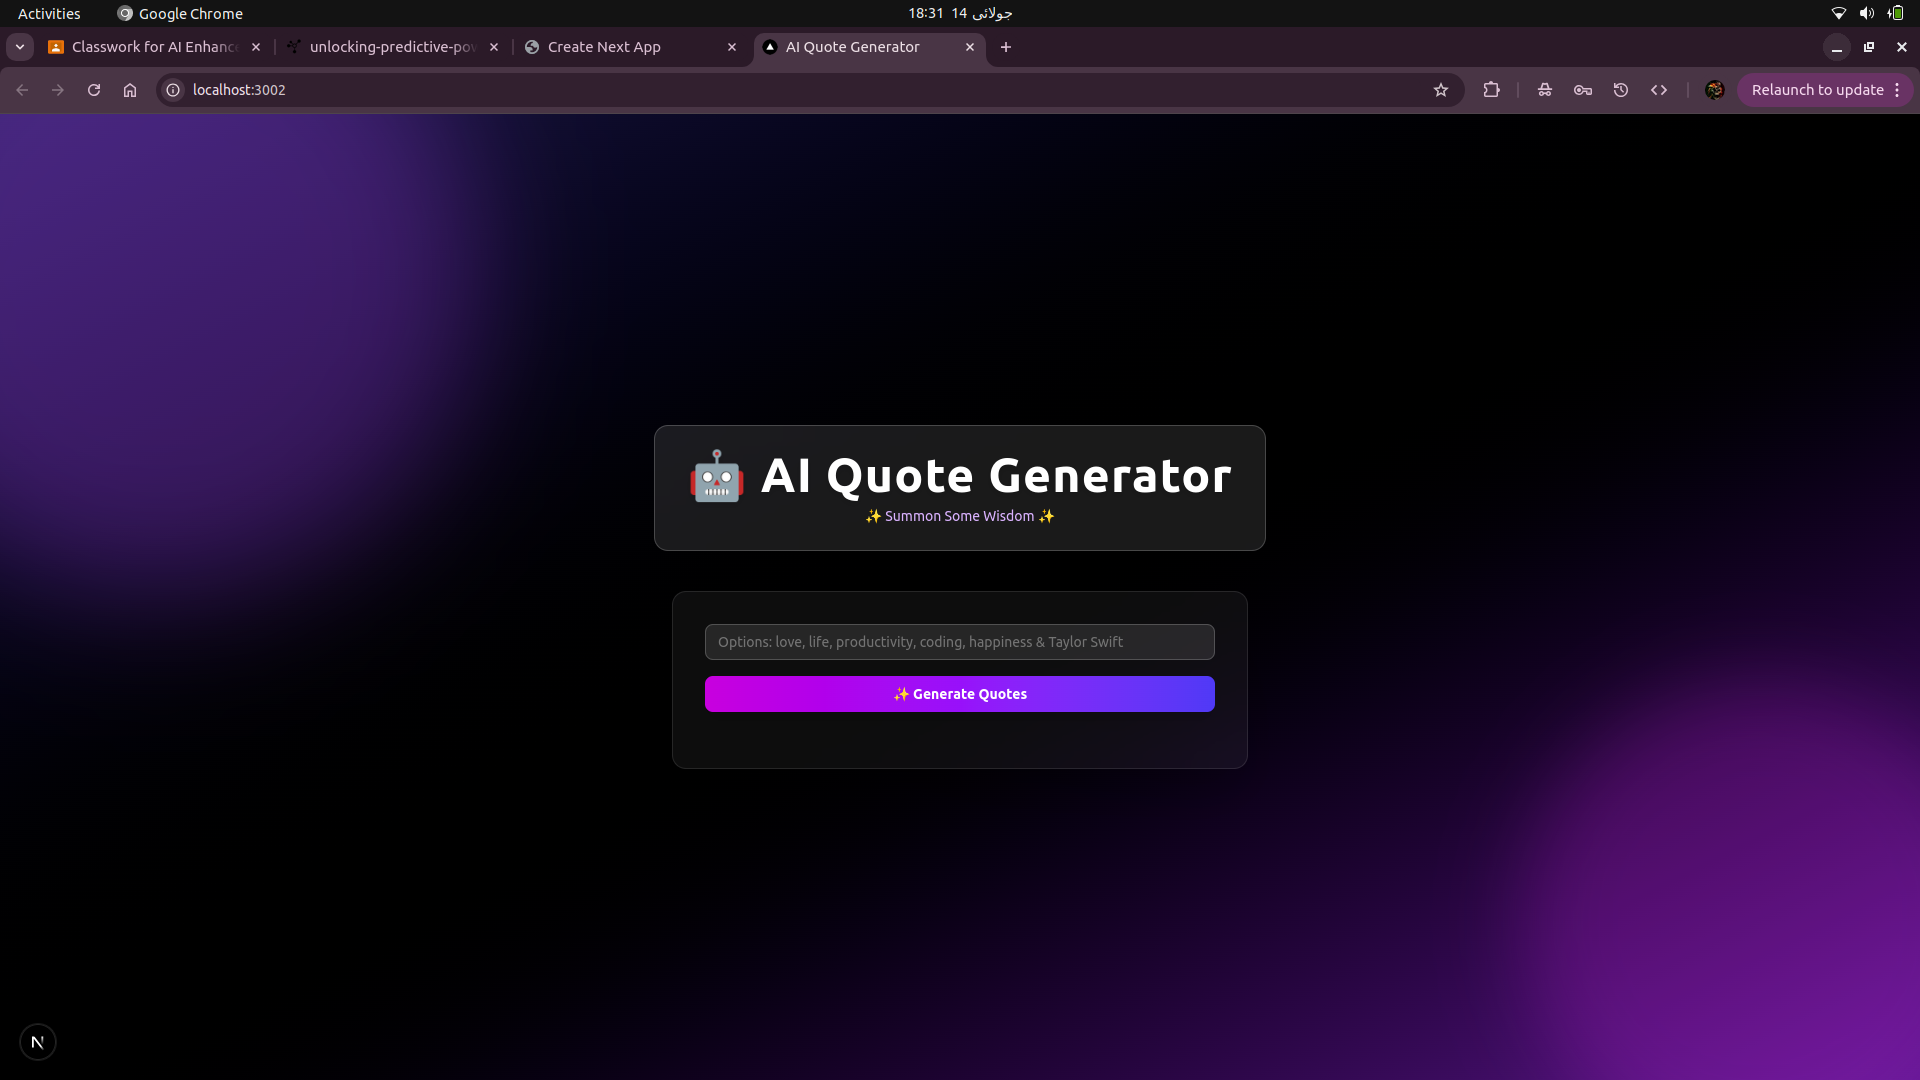 Activities
Google Chrome
18:31 14 جولائی
Classwork for AI Enhance
unlocking-predictive-pov
Create Next App
AI Quote Generator
localhost:3002
Relaunch to update
🤖 AI Quote Generator
✨ Summon Some Wisdom ✨
Options: love, life, productivity, coding, happiness & Taylor Swift
✨ Generate Quotes
N